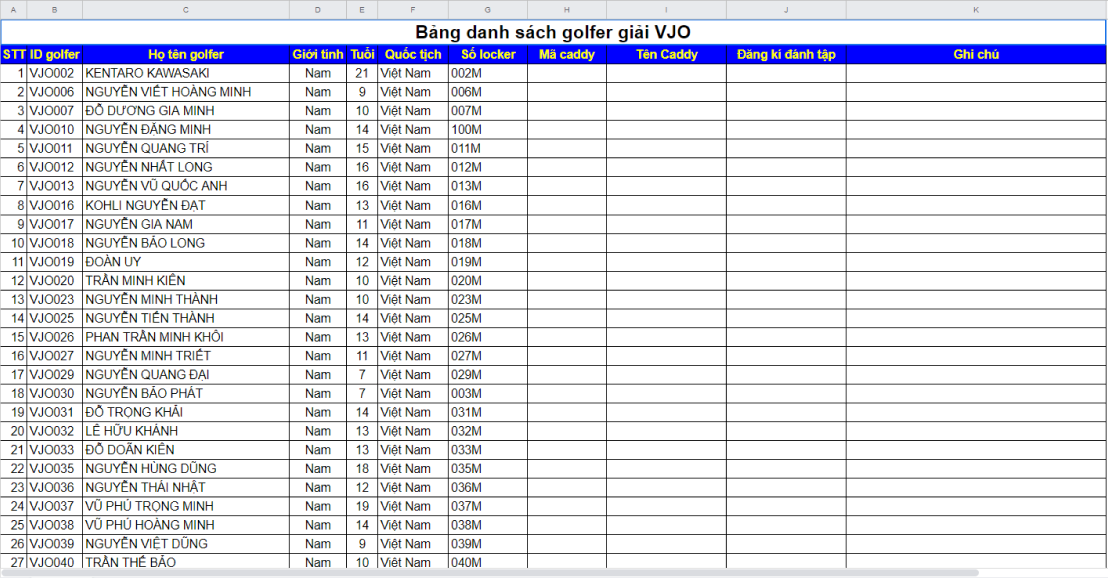 A B C D E F G H I J K
Bảng danh sách golfer giải VJO
STT ID golfer Họ tên golfer Giới tính Tuổi Quốc tịch Số locker Mã caddy Tên Caddy Đăng kí đánh tập Ghi chú
1 VJO002 KENTARO KAWASAKI Nam 21 Việt Nam 002M
2 VJO006 NGUYỄN VIẾT HOÀNG MINH Nam 9 Việt Nam 006M
3 VJO007 ĐỖ DƯƠNG GIA MINH Nam 10 Việt Nam 007M
4 VJO010 NGUYỄN ĐĂNG MINH Nam 14 Việt Nam 100M
5 VJO011 NGUYỄN QUANG TRÍ Nam 15 Việt Nam 011M
6 VJO012 NGUYỄN NHẤT LONG Nam 16 Việt Nam 012M
7 VJO013 NGUYỄN VŨ QUỐC ANH Nam 16 Việt Nam 013M
8 VJO016 KOHLI NGUYỄN ĐẠT Nam 13 Việt Nam 016M
9 VJO017 NGUYỄN GIA NAM Nam 11 Việt Nam 017M
10 VJO018 NGUYỄN BẢO LONG Nam 14 Việt Nam 018M
11 VJO019 ĐOÀN UY Nam 12 Việt Nam 019M
12 VJO020 TRẦN MINH KIÊN Nam 10 Việt Nam 020M
13 VJO023 NGUYỄN MINH THÀNH Nam 10 Việt Nam 023M
14 VJO025 NGUYỄN TIẾN THÀNH Nam 14 Việt Nam 025M
15 VJO026 PHAN TRẦN MINH KHÔI Nam 13 Việt Nam 026M
16 VJO027 NGUYỄN MINH TRIẾT Nam 11 Việt Nam 027M
17 VJO029 NGUYỄN QUANG ĐẠI Nam 7 Việt Nam 029M
18 VJO030 NGUYỄN BẢO PHÁT Nam 7 Việt Nam 003M
19 VJO031 ĐỖ TRỌNG KHẢI Nam 14 Việt Nam 031M
20 VJO032 LÊ HỮU KHÁNH Nam 13 Việt Nam 032M
21 VJO033 ĐỖ DOÃN KIÊN Nam 13 Việt Nam 033M
22 VJO035 NGUYỄN HÙNG DŨNG Nam 18 Việt Nam 035M
23 VJO036 NGUYỄN THÁI NHẬT Nam 12 Việt Nam 036M
24 VJO037 VŨ PHÚ TRỌNG MINH Nam 19 Việt Nam 037M
25 VJO038 VŨ PHÚ HOÀNG MINH Nam 14 Việt Nam 038M
26 VJO039 NGUYỄN VIỆT DŨNG Nam 9 Việt Nam 039M
27 VJO040 TRẦN THẾ BẢO Nam 10 Việt Nam 040M